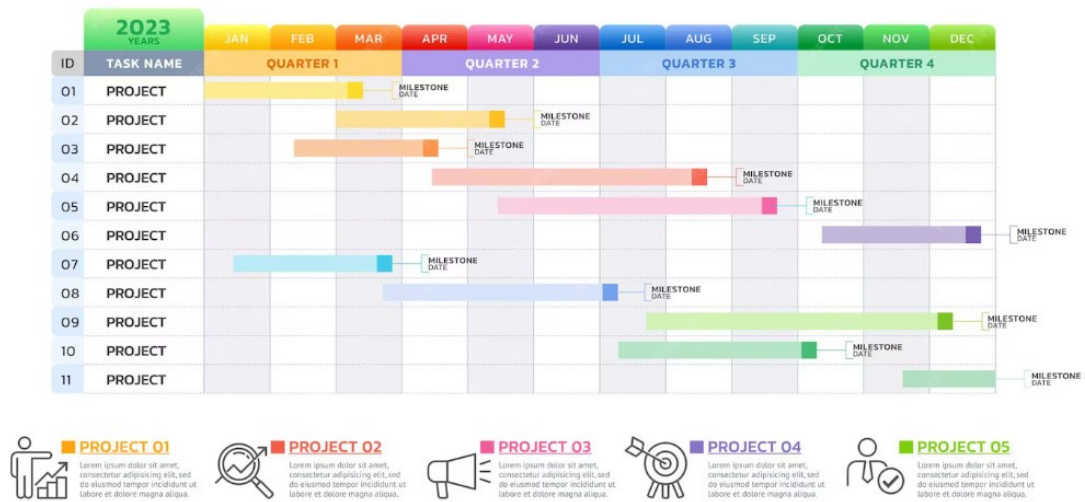 2023
YEARS
JAN FEB MAR APR MAY JUN JUL AUG SEP OCT NOV DEC
ID TASK NAME QUARTER 1 QUARTER 2 QUARTER 3 QUARTER 4
01 PROJECT MILESTONE
DATE
02 PROJECT MILESTONE
DATE
03 PROJECT MILESTONE
DATE
04 PROJECT MILESTONE
DATE
05 PROJECT MILESTONE
DATE
06 PROJECT MILESTONE
DATE
07 PROJECT MILESTONE
DATE
08 PROJECT MILESTONE
DATE
09 PROJECT MILESTONE
DATE
10 PROJECT MILESTONE
DATE
11 PROJECT MILESTONE
DATE
PROJECT 01
Lorem ipsum dolor sit amet,
consectetur adipisicing elit, sed
do eiusmod tempor incididunt ut
labore et dolore magna aliqua.
PROJECT 02
Lorem ipsum dolor sit amet,
consectetur adipisicing elit, sed
do eiusmod tempor incididunt ut
labore et dolore magna aliqua.
PROJECT 03
Lorem ipsum dolor sit amet,
consectetur adipisicing elit, sed
do eiusmod tempor incididunt ut
labore et dolore magna aliqua.
PROJECT 04
Lorem ipsum dolor sit amet,
consectetur adipisicing elit, sed
do eiusmod tempor incididunt ut
labore et dolore magna aliqua.
PROJECT 05
Lorem ipsum dolor sit amet,
consectetur adipisicing elit, sed
do eiusmod tempor incididunt ut
labore et dolore magna aliqua.